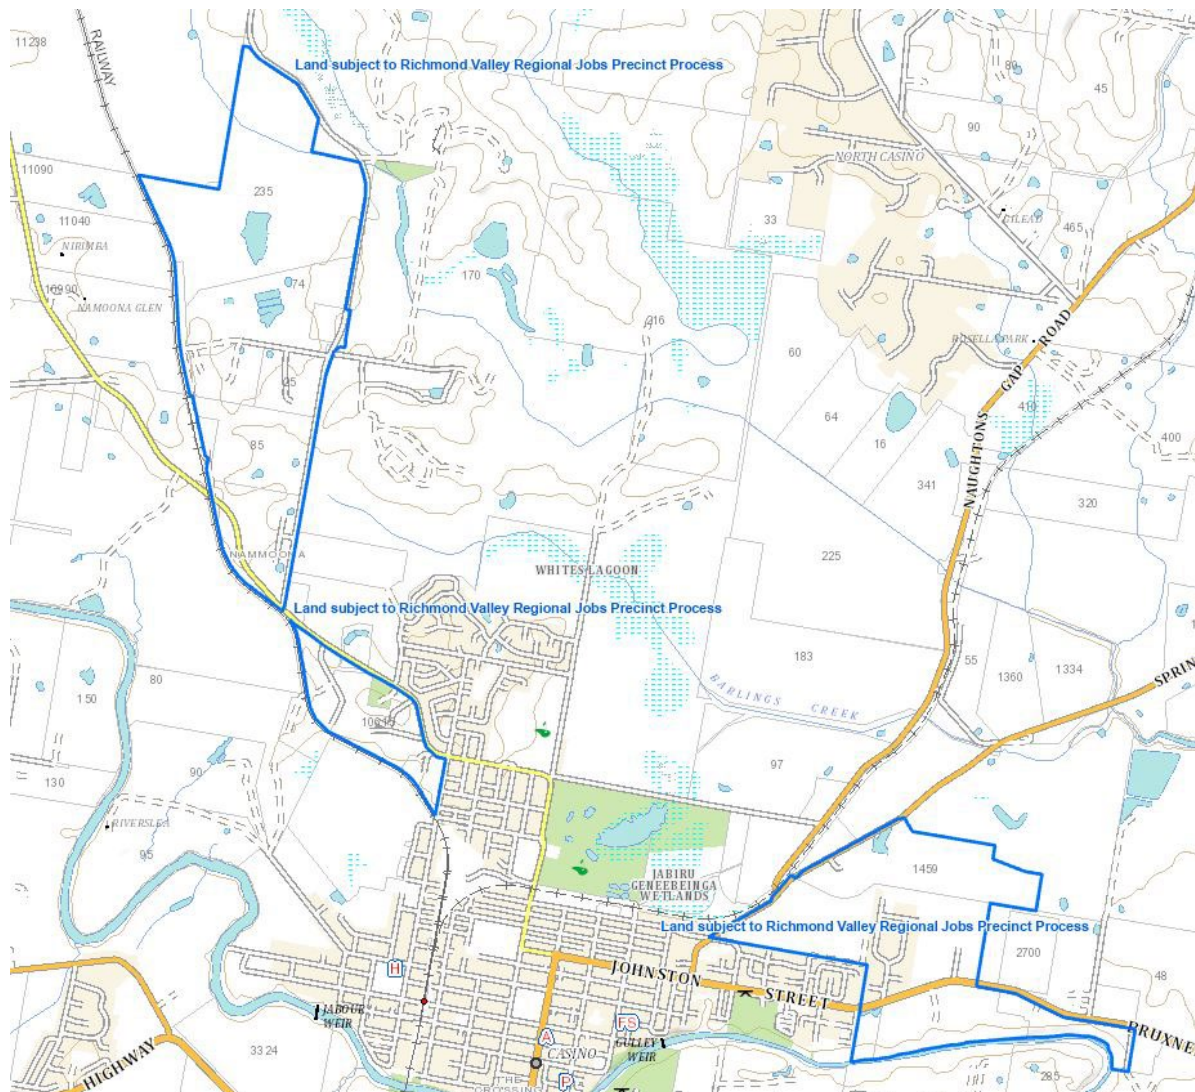 11238
RAILWAY
Land subject to Richmond Valley Regional Jobs Precinct Process
80
45
90
NORTH CASINO
11090
235
33
GILEAD
11040
465
NIRIMBA
170
74
NAMOONA GLEN
216
ROSELLA PARK
NAUGHTONS GAP ROAD
60
25
64
410
16
85
400
341
320
NAMMOONA
225
WHITES LAGOON
Land subject to Richmond Valley Regional Jobs Precinct Process
183
55
1360
1334
SPRIN
80
150
BARLINGS CREEK
97
90
130
RIVERSLEA
95
1459
JABIRU
GENEEBEINGA
WETLANDS
Land subject to Richmond Valley Regional Jobs Precinct Process
2700
48
H
JOHNSTON STREET
JABOUR
WEIR
FS
BRUXNE
A
GULLEY
WEIR
HIGHWAY
3324
CASINO
THE
CROSSING
P
285